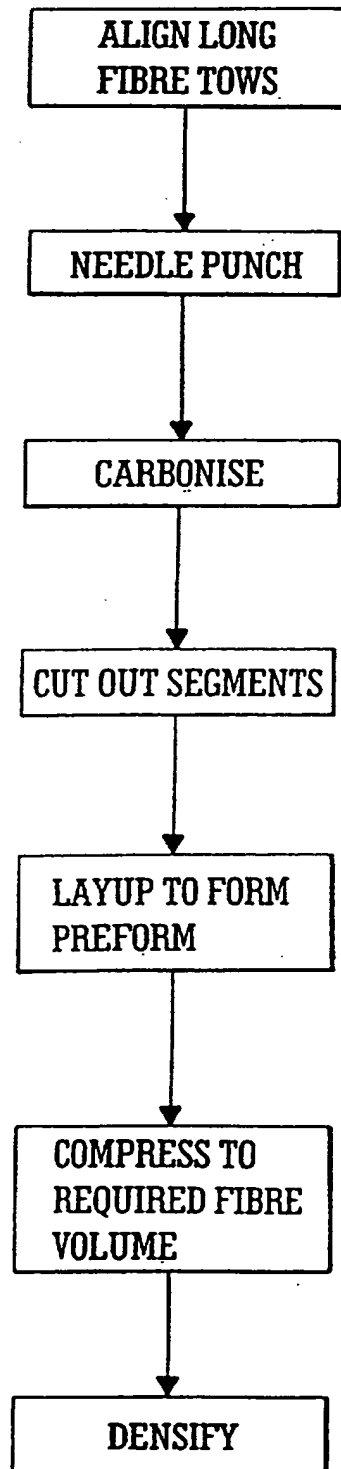 ALIGN LONG
FIBRE TOWS
NEEDLE PUNCH
CARBONISE
CUT OUT SEGMENTS
LAYUP TO FORM
PREFORM
COMPRESS TO
REQUIRED FIBRE
VOLUME
DENSIFY